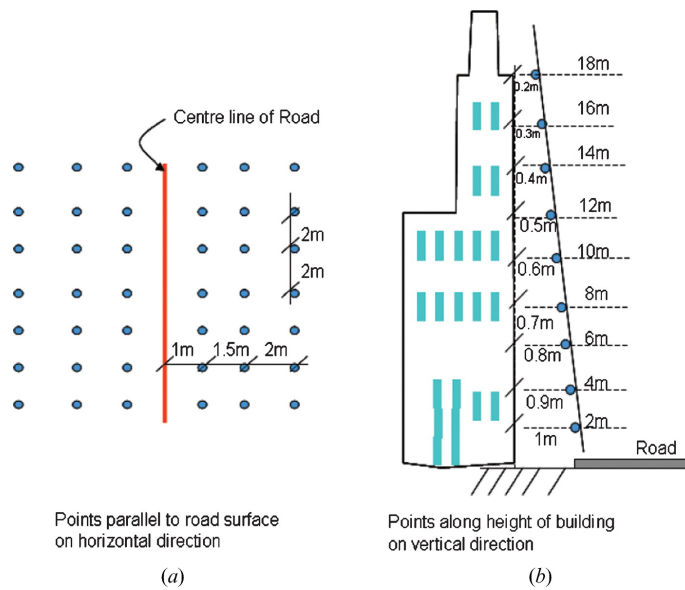 Centre line of Road
2m
2m
1m 1.5m 2m
Points parallel to road surface
on horizontal direction
(a)
18m
0.2m
16m
0.3m
14m
0.4m
12m
0.5m
10m
0.6m
8m
0.7m
6m
0.8m
4m
0.9m
2m
1m
Road
Points along height of building
on vertical direction
(b)